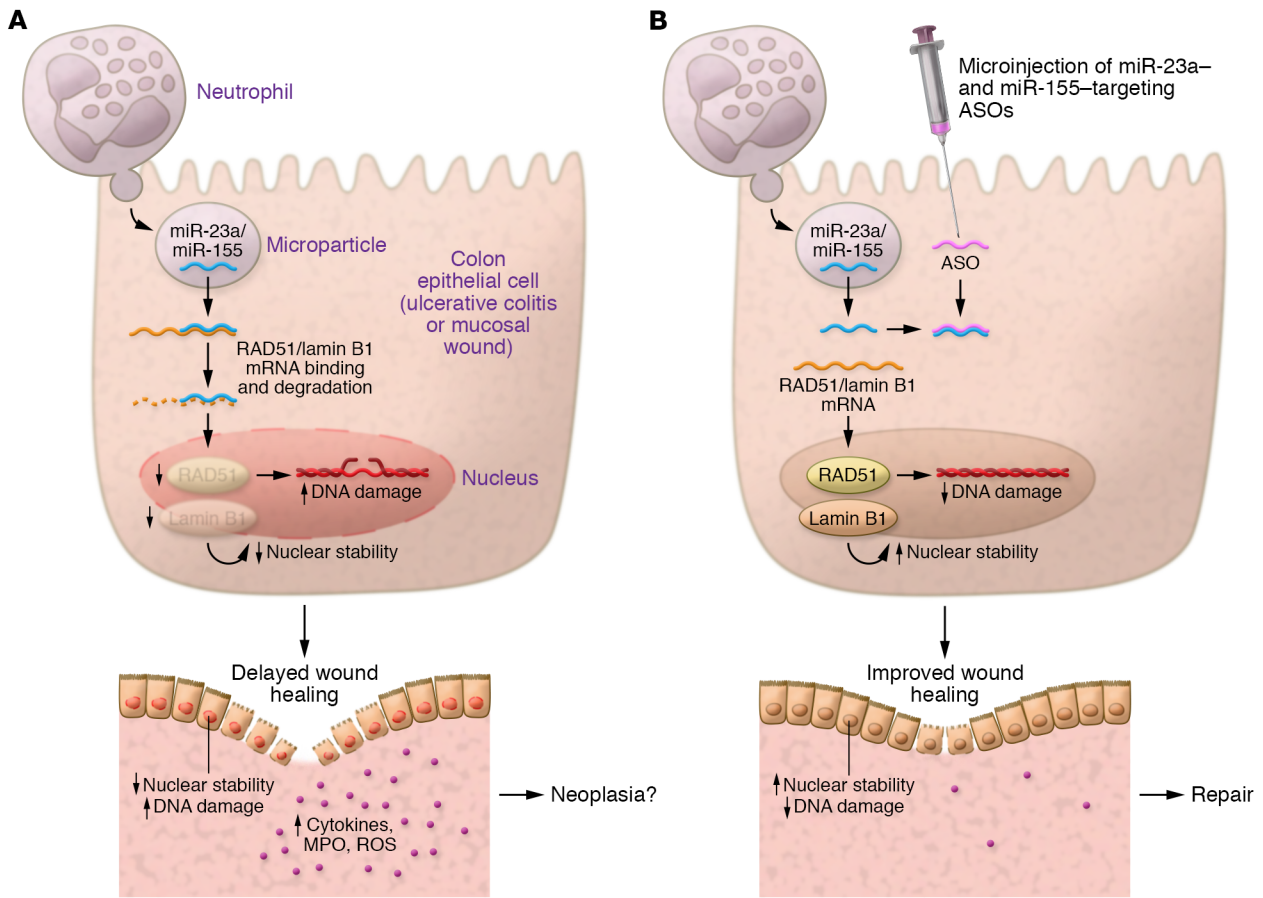 A
Neutrophil
miR-23a/
miR-155
Microparticle
Colon
epithelial cell
(ulcerative colitis
or mucosal
wound)
RAD51/lamin B1
mRNA binding
and degradation
RAD51
DNA damage
Nucleus
Lamin B1
Nuclear stability
Delayed wound
healing
Nuclear stability
DNA damage
Cytokines,
MPO, ROS
Neoplasia?
B
Microinjection of miR-23a–
and miR-155–targeting
ASOs
miR-23a/
miR-155
ASO
RAD51/lamin B1
mRNA
RAD51
DNA damage
Lamin B1
Nuclear stability
Improved wound
healing
Nuclear stability
DNA damage
Repair